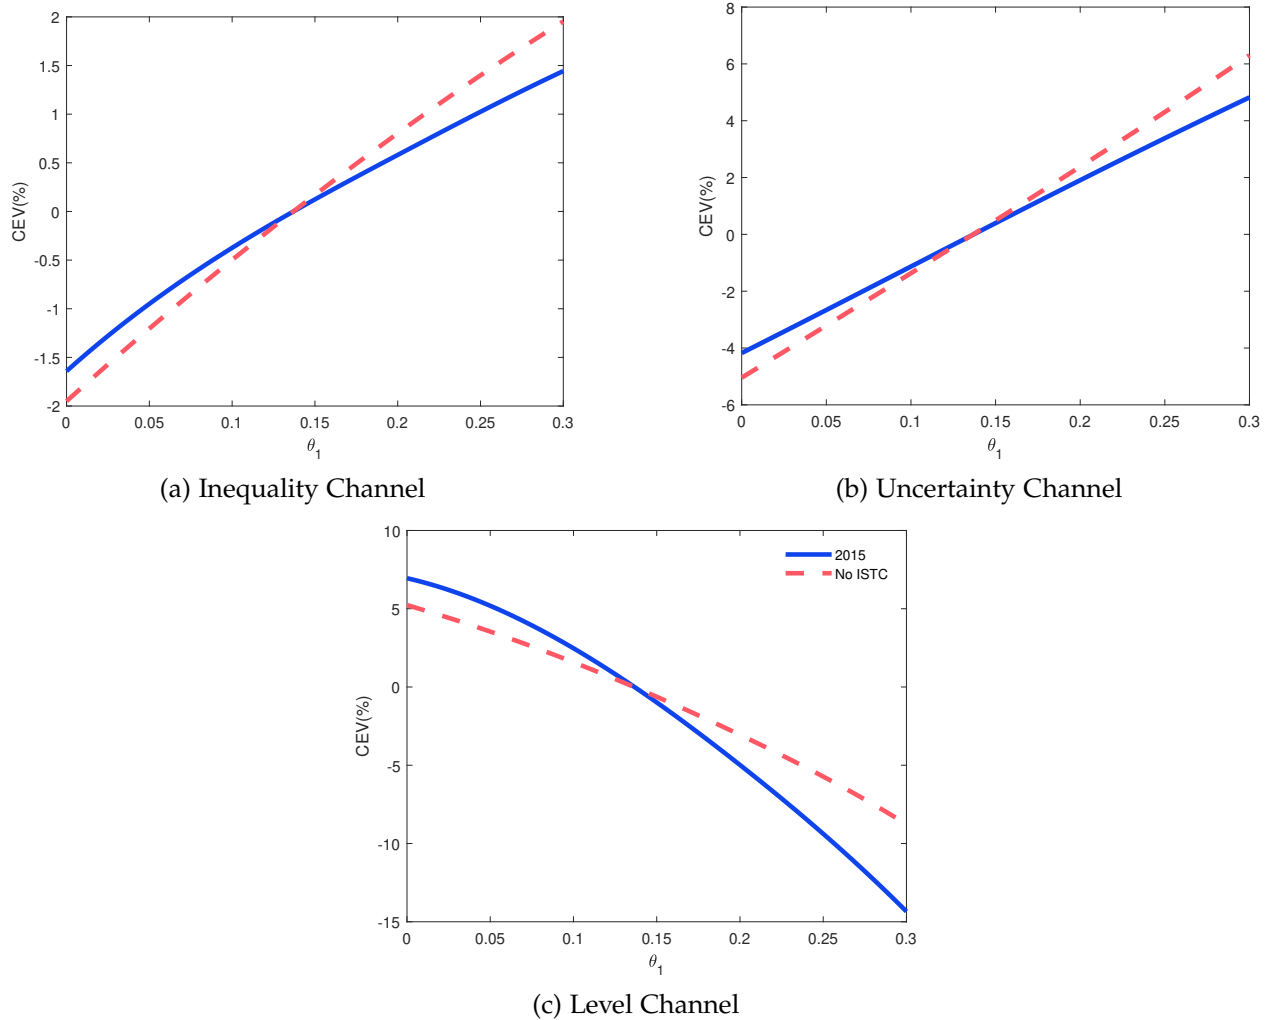 2
1.5
1
0.5
0
-0.5
-1
-1.5
-2
CEV(%)
0 0.05 0.1 0.15 0.2 0.25 0.3
θ1
(a) Inequality Channel
8
6
4
2
0
-2
-4
-6
CEV(%)
0 0.05 0.1 0.15 0.2 0.25 0.3
θ1
(b) Uncertainty Channel
10
5
0
-5
-10
-15
CEV(%)
2015
No ISTC
0 0.05 0.1 0.15 0.2 0.25 0.3
θ1
(c) Level Channel